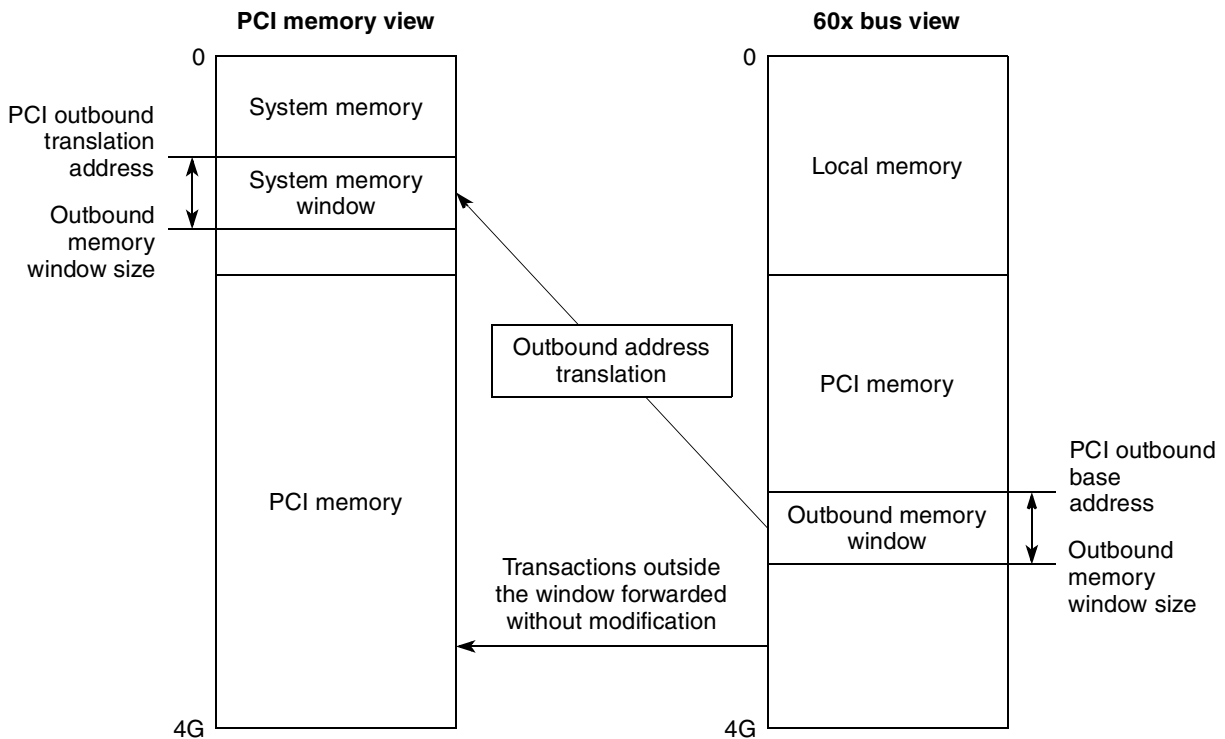 PCI memory view
60x bus view
0
0
System memory
PCI outbound
translation
address
System memory
window
Outbound
memory
window size
Local memory
Outbound address
translation
PCI memory
PCI outbound
base
address
PCI memory
Outbound memory
window
Outbound
memory
window size
Transactions outside
the window forwarded
without modification
4G
4G